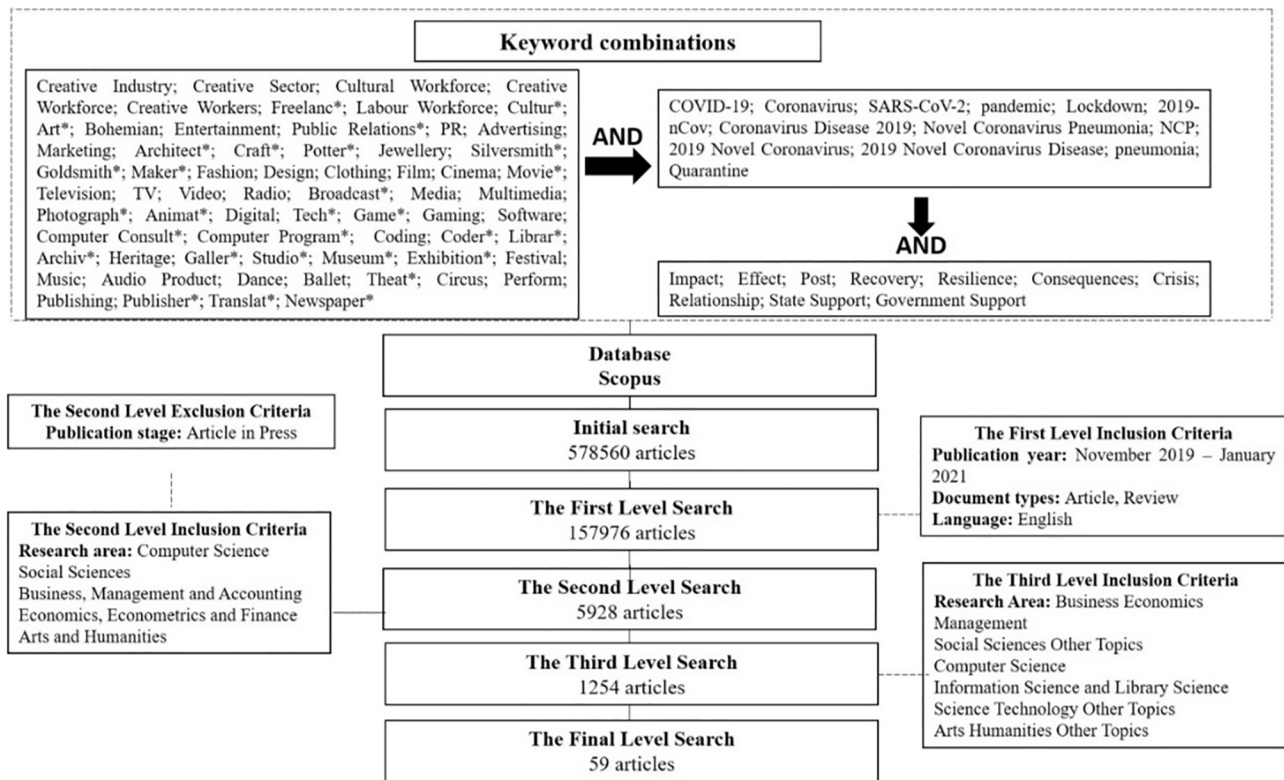 Keyword combinations
Creative Industry; Creative Sector; Cultural Workforce; Creative
Workforce; Creative Workers; Freelanc*; Labour Workforce; Cultur*;
Art*; Bohemian; Entertainment; Public Relations*; PR; Advertising;
Marketing; Architect*; Craft*; Potter*; Jewellery; Silversmith*;
Goldsmith*; Maker*; Fashion; Design; Clothing; Film; Cinema; Movie*;
Television; TV; Video; Radio; Broadcast*; Media; Multimedia;
Photograph*; Animat*; Digital; Tech*; Game*; Gaming; Software;
Computer Consult*; Computer Program*; Coding; Coder*; Librar*;
Archiv*; Heritage; Galler*; Studio*; Museum*; Exhibition*; Festival;
Music; Audio Product; Dance; Ballet; Theat*; Circus; Perform;
Publishing; Publisher*; Translat*; Newspaper*
AND
COVID-19; Coronavirus; SARS-CoV-2; pandemic; Lockdown; 2019-
nCov; Coronavirus Disease 2019; Novel Coronavirus Pneumonia; NCP;
2019 Novel Coronavirus; 2019 Novel Coronavirus Disease; pneumonia;
Quarantine
AND
Impact; Effect; Post; Recovery; Resilience; Consequences; Crisis;
Relationship; State Support; Government Support
Database
Scopus
Initial search
578560 articles
The First Level Inclusion Criteria
Publication year: November 2019 – January
2021
Document types: Article, Review
Language: English
The First Level Search
157976 articles
The Second Level Exclusion Criteria
Publication stage: Article in Press
The Second Level Inclusion Criteria
Research area: Computer Science
Social Sciences
Business, Management and Accounting
Economics, Econometrics and Finance
Arts and Humanities
The Second Level Search
5928 articles
The Third Level Search
1254 articles
The Third Level Inclusion Criteria
Research Area: Business Economics
Management
Social Sciences Other Topics
Computer Science
Information Science and Library Science
Science Technology Other Topics
Arts Humanities Other Topics
The Final Level Search
59 articles